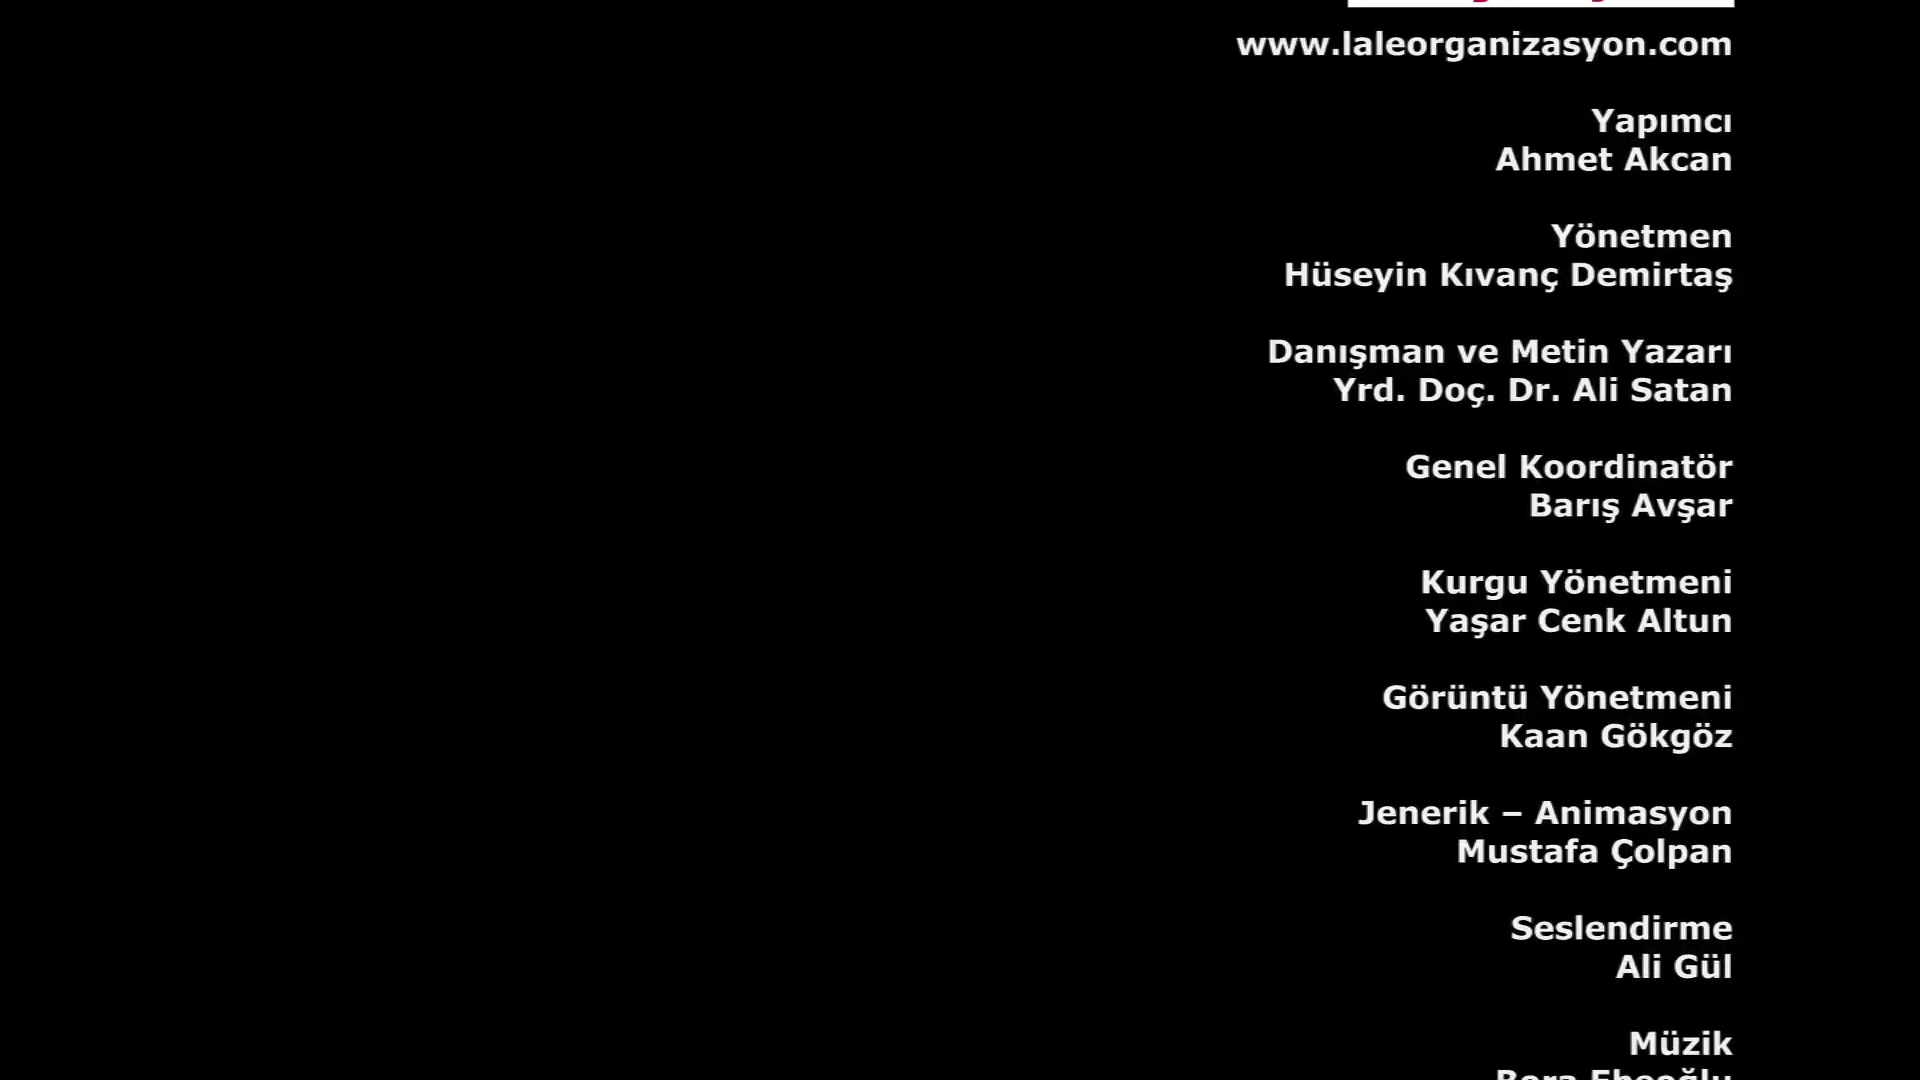 www.laleorganizasyon.com
Yapımcı
Ahmet Akcan
Yönetmen
Hüseyin Kıvanç Demirtaş
Danışman ve Metin Yazarı
Yrd. Doç. Dr. Ali Satan
Genel Koordinatör
Barış Avşar
Kurgu Yönetmeni
Yaşar Cenk Altun
Görüntü Yönetmeni
Kaan Gökgöz
Jenerik – Animasyon
Mustafa Çolpan
Seslendirme
Ali Gül
Müzik
Bora Ebeoğlu